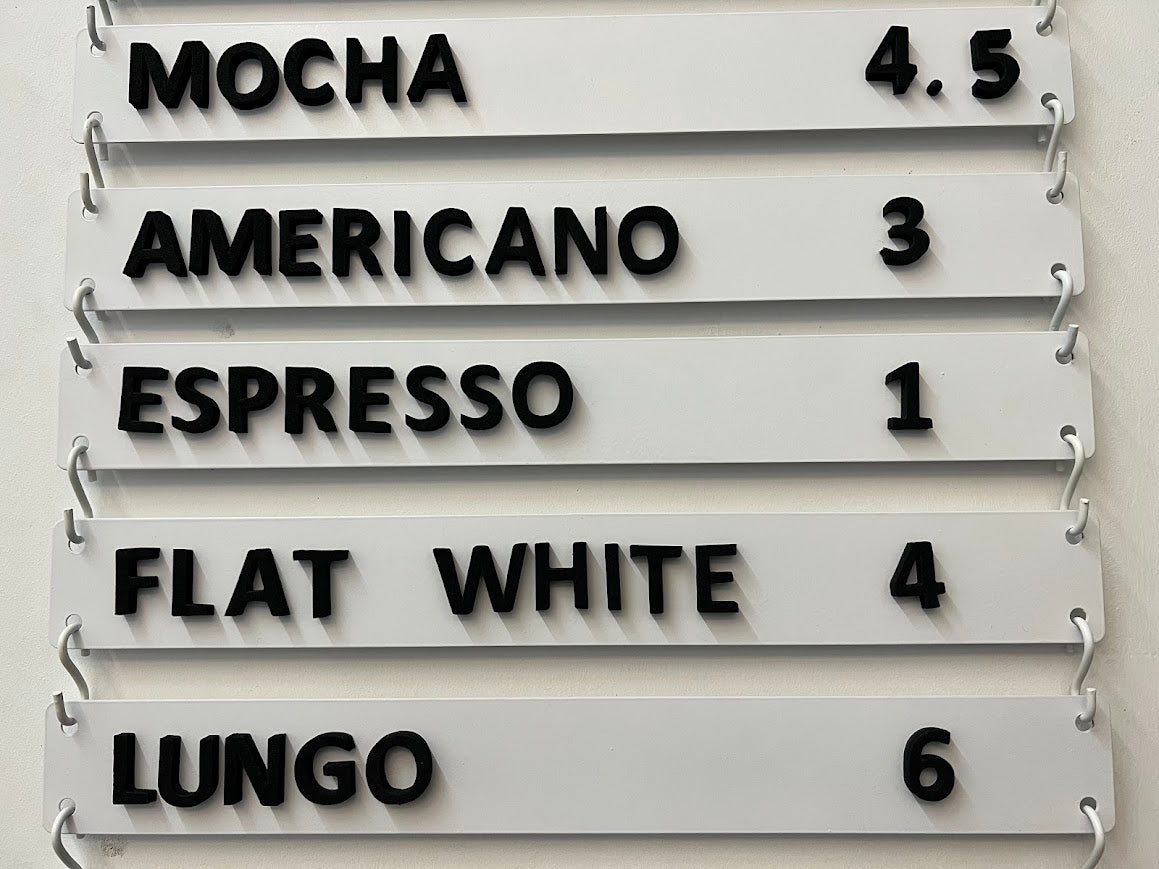 MOCHA 4.5
AMERICANO 3
ESPRESSO 1
FLAT WHITE 4
LUNGO 6